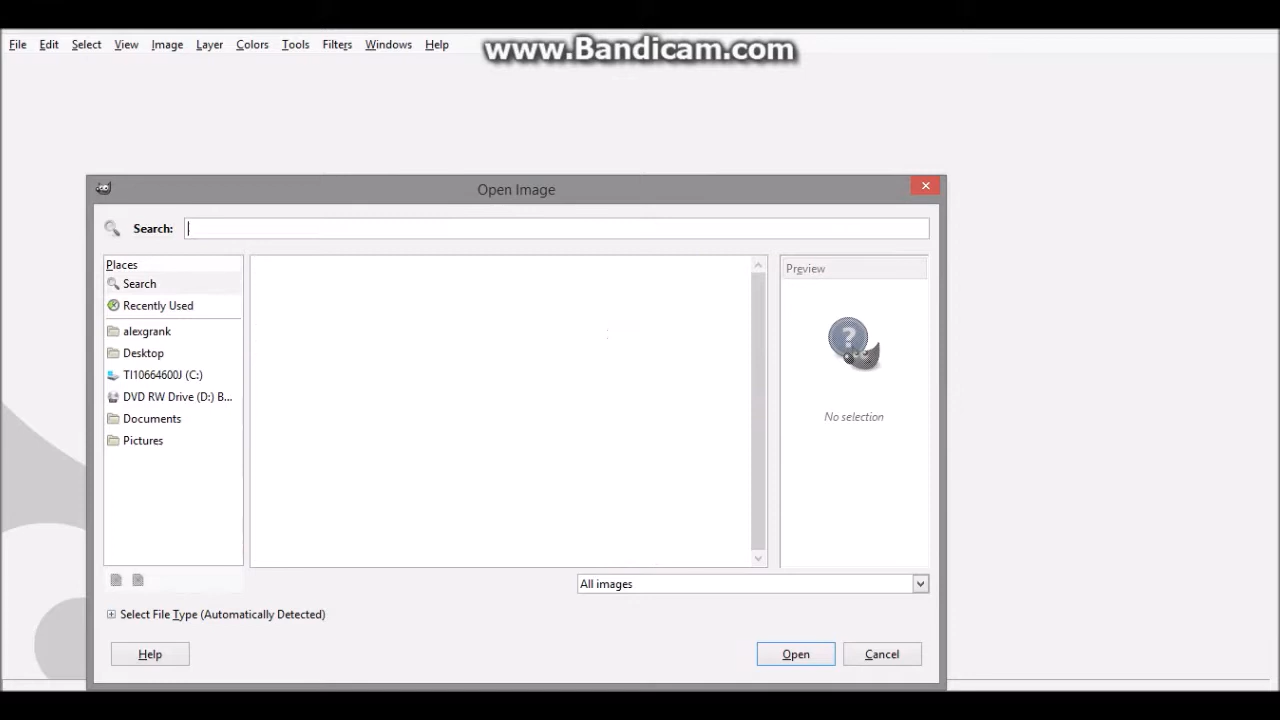 www.Bandicam.com
File Edit Select View Image Layer Colors Tools Filters Windows Help
Open Image
Search:
Places
Search
Recently Used
alexgrank
Desktop
TI10664600J (C:)
DVD RW Drive (D:) B...
Documents
Pictures
Preview
?
No selection
All images
Select File Type (Automatically Detected)
Help
Open
Cancel